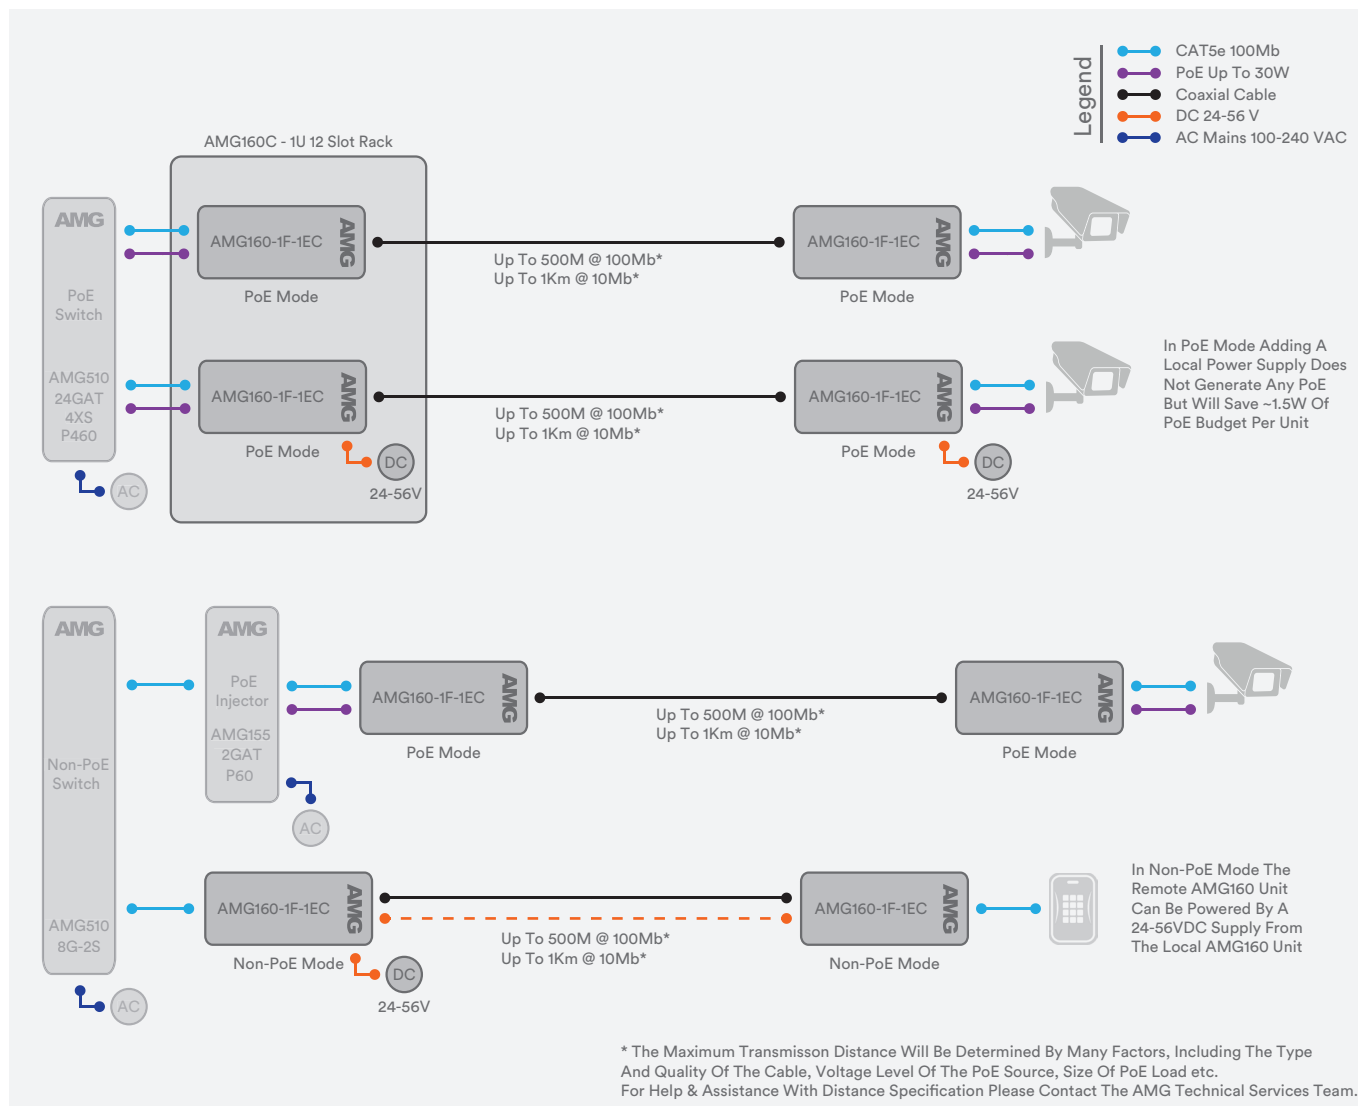 Legend
CAT5e 100Mb
PoE Up To 30W
Coaxial Cable
DC 24-56 V
AC Mains 100-240 VAC
AMG160C - 1U 12 Slot Rack
AMG
PoE
Switch
AMG510
24GAT
4XS
P460
AC
AMG160-1F-1EC
AMG
PoE Mode
Up To 500M @ 100Mb*
Up To 1Km @ 10Mb*
AMG160-1F-1EC
AMG
PoE Mode
AMG160-1F-1EC
AMG
PoE Mode
DC
24-56V
Up To 500M @ 100Mb*
Up To 1Km @ 10Mb*
AMG160-1F-1EC
AMG
PoE Mode
DC
24-56V
In PoE Mode Adding A
Local Power Supply Does
Not Generate Any PoE
But Will Save ~1.5W Of
PoE Budget Per Unit
AMG
Non-PoE
Switch
AMG510
8G-2S
AC
AMG
PoE
Injector
AMG155
2GAT
P60
AC
AMG160-1F-1EC
AMG
PoE Mode
Up To 500M @ 100Mb*
Up To 1Km @ 10Mb*
AMG160-1F-1EC
AMG
PoE Mode
AMG160-1F-1EC
AMG
Non-PoE Mode
DC
24-56V
Up To 500M @ 100Mb*
Up To 1Km @ 10Mb*
AMG160-1F-1EC
AMG
Non-PoE Mode
In Non-PoE Mode The
Remote AMG160 Unit
Can Be Powered By A
24-56VDC Supply From
The Local AMG160 Unit
* The Maximum Transmisson Distance Will Be Determined By Many Factors, Including The Type
And Quality Of The Cable, Voltage Level Of The PoE Source, Size Of PoE Load etc.
For Help & Assistance With Distance Specification Please Contact The AMG Technical Services Team.